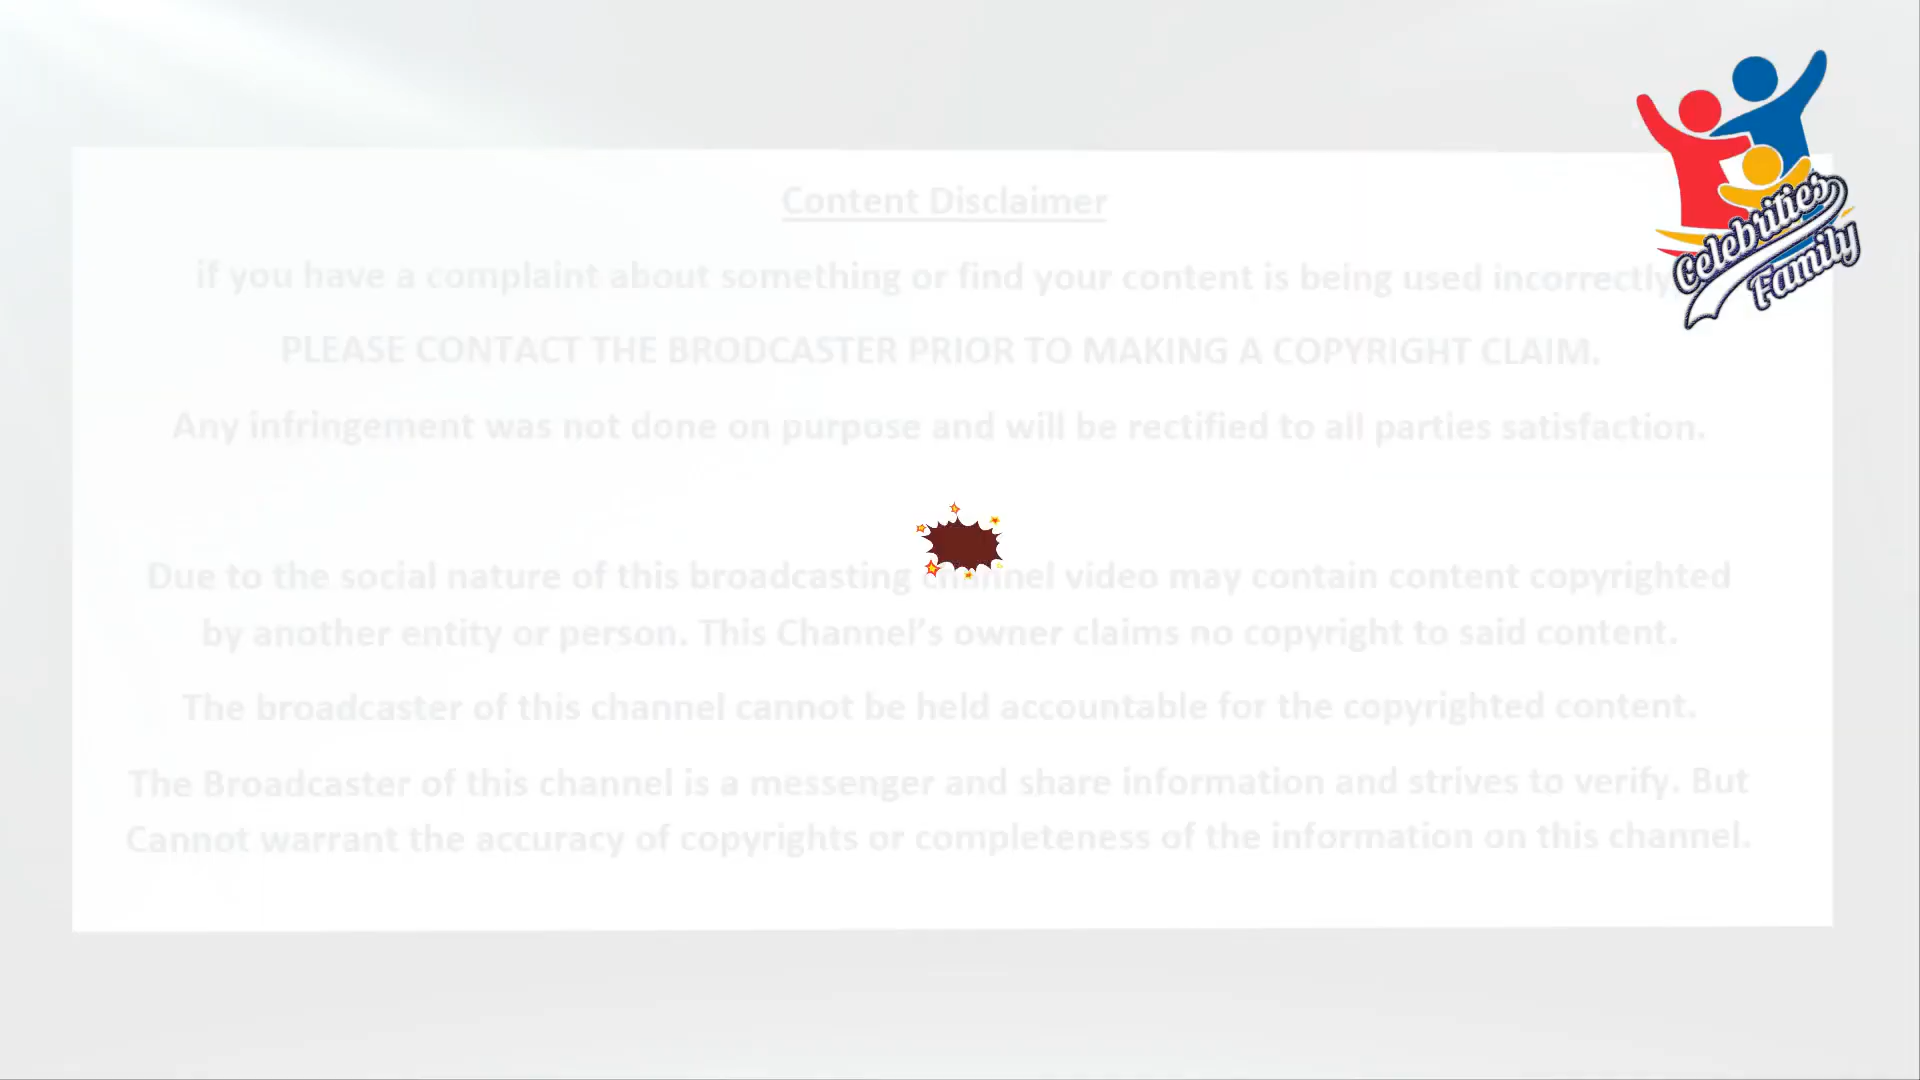 Content Disclaimer
if you have a complaint about something or find your content is being used incorrectly
PLEASE CONTACT THE BRODCASTER PRIOR TO MAKING A COPYRIGHT CLAIM.
Any infringement was not done on purpose and will be rectified to all parties satisfaction.
Due to the social nature of this broadcasting channel video may contain content copyrighted
by another entity or person. This Channel’s owner claims no copyright to said content.
The broadcaster of this channel cannot be held accountable for the copyrighted content.
The Broadcaster of this channel is a messenger and share information and strives to verify. But
Cannot warrant the accuracy of copyrights or completeness of the information on this channel.
Celebrities
Family